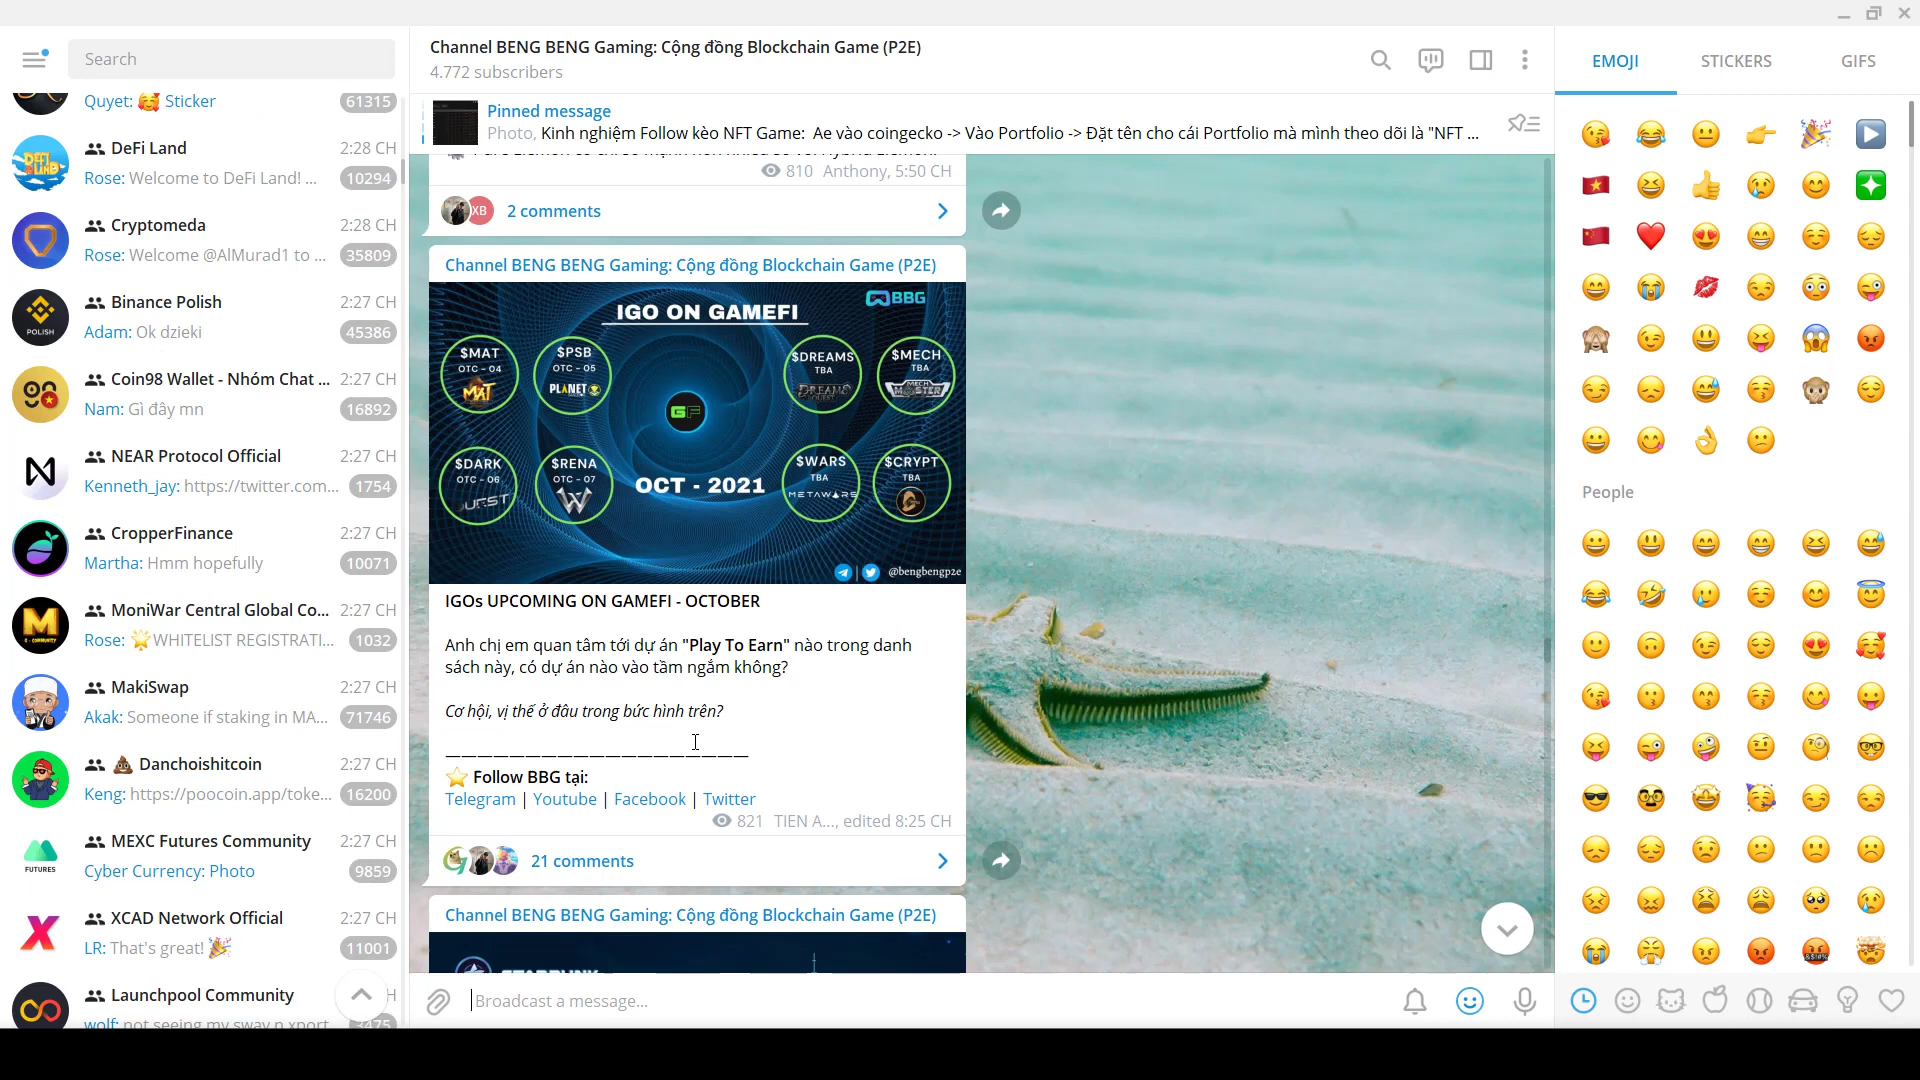 Search
Quyet: 🥰 Sticker
61315
DeFi Land
2:28 CH
Rose: Welcome to DeFi Land! ...
10294
Cryptomeda
2:28 CH
Rose: Welcome @AlMurad1 to ...
35809
Binance Polish
2:27 CH
Adam: Ok dzieki
45386
POLISH
Coin98 Wallet - Nhóm Chat ...
2:27 CH
Nam: Gì đây mn
16892
NEAR Protocol Official
2:27 CH
Kenneth_jay: https://twitter.com...
1754
CropperFinance
2:27 CH
Martha: Hmm hopefully
10071
MoniWar Central Global Co...
2:27 CH
Rose: 🌟WHITELIST REGISTRATI...
1032
MakiSwap
2:27 CH
Akak: Someone if staking in MA...
71746
💩 Danchoishitcoin
2:27 CH
Keng: https://poocoin.app/toke...
16200
MEXC Futures Community
2:27 CH
Cyber Currency: Photo
9859
FUTURES
XCAD Network Official
2:27 CH
LR: That's great! 🎉
11001
Launchpool Community
Channel BENG BENG Gaming: Cộng đồng Blockchain Game (P2E)
4.772 subscribers
Pinned message
Photo, Kinh nghiệm Follow kèo NFT Game: Ae vào coingecko -> Vào Portfolio -> Đặt tên cho cái Portfolio mà mình theo dõi là "NFT ...
810 Anthony, 5:50 CH
XB
2 comments
Channel BENG BENG Gaming: Cộng đồng Blockchain Game (P2E)
BBG
IGO ON GAMEFI
$MAT
OTC - 04
MAT
$PSB
OTC - 05
PLANET
$DREAMS
TBA
DREAMS
QUEST
$MECH
TBA
MECH
MASTER
GF
$DARK
OTC - 06
$RENA
OTC - 07
OCT - 2021
$WARS
TBA
METAWARS
$CRYPT
TBA
@bengbengp2e
IGOs UPCOMING ON GAMEFI - OCTOBER
Anh chị em quan tâm tới dự án "Play To Earn" nào trong danh
sách này, có dự án nào vào tầm ngắm không?
Cơ hội, vị thế ở đâu trong bức hình trên?
———————————————————
⭐ Follow BBG tại:
Telegram | Youtube | Facebook | Twitter
821 TIEN A..., edited 8:25 CH
21 comments
Channel BENG BENG Gaming: Cộng đồng Blockchain Game (P2E)
Broadcast a message...
EMOJI
STICKERS
GIFS
People